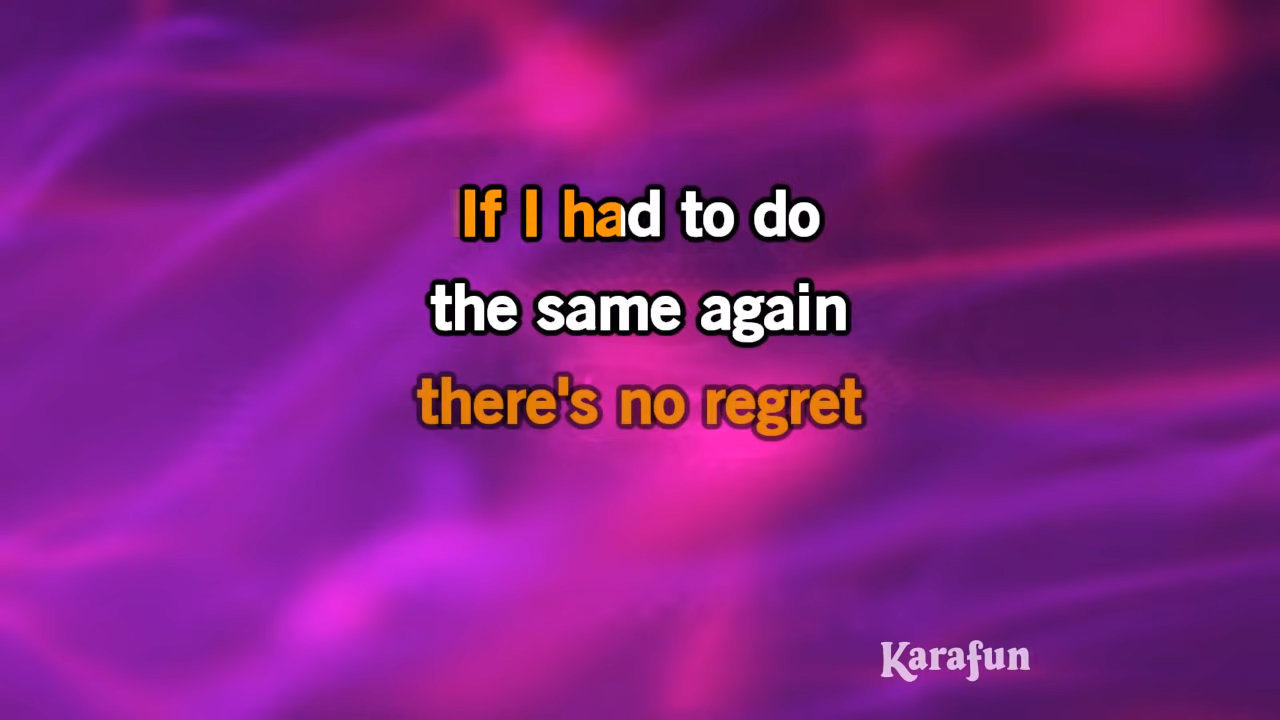 If I had to do
the same again
there's no regret
Karafun